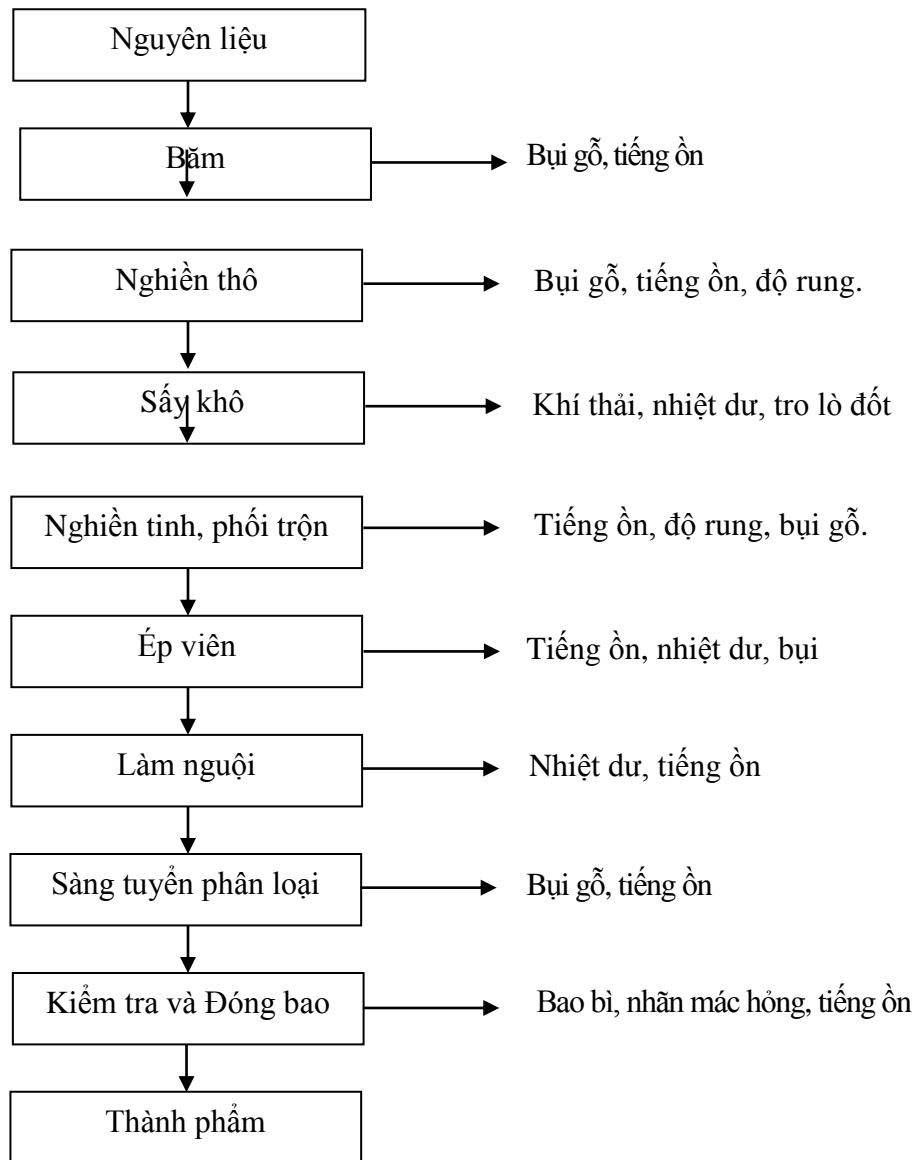 Nguyên liệu
Băm
Bụi gỗ, tiếng ồn
Nghiền thô
Bụi gỗ, tiếng ồn, độ rung.
Sấy khô
Khí thải, nhiệt dư, tro lò đốt
Nghiền tinh, phối trộn
Tiếng ồn, độ rung, bụi gỗ.
Ép viên
Tiếng ồn, nhiệt dư, bụi
Làm nguội
Nhiệt dư, tiếng ồn
Sàng tuyển phân loại
Bụi gỗ, tiếng ồn
Kiểm tra và Đóng bao
Bao bì, nhãn mác hỏng, tiếng ồn
Thành phẩm